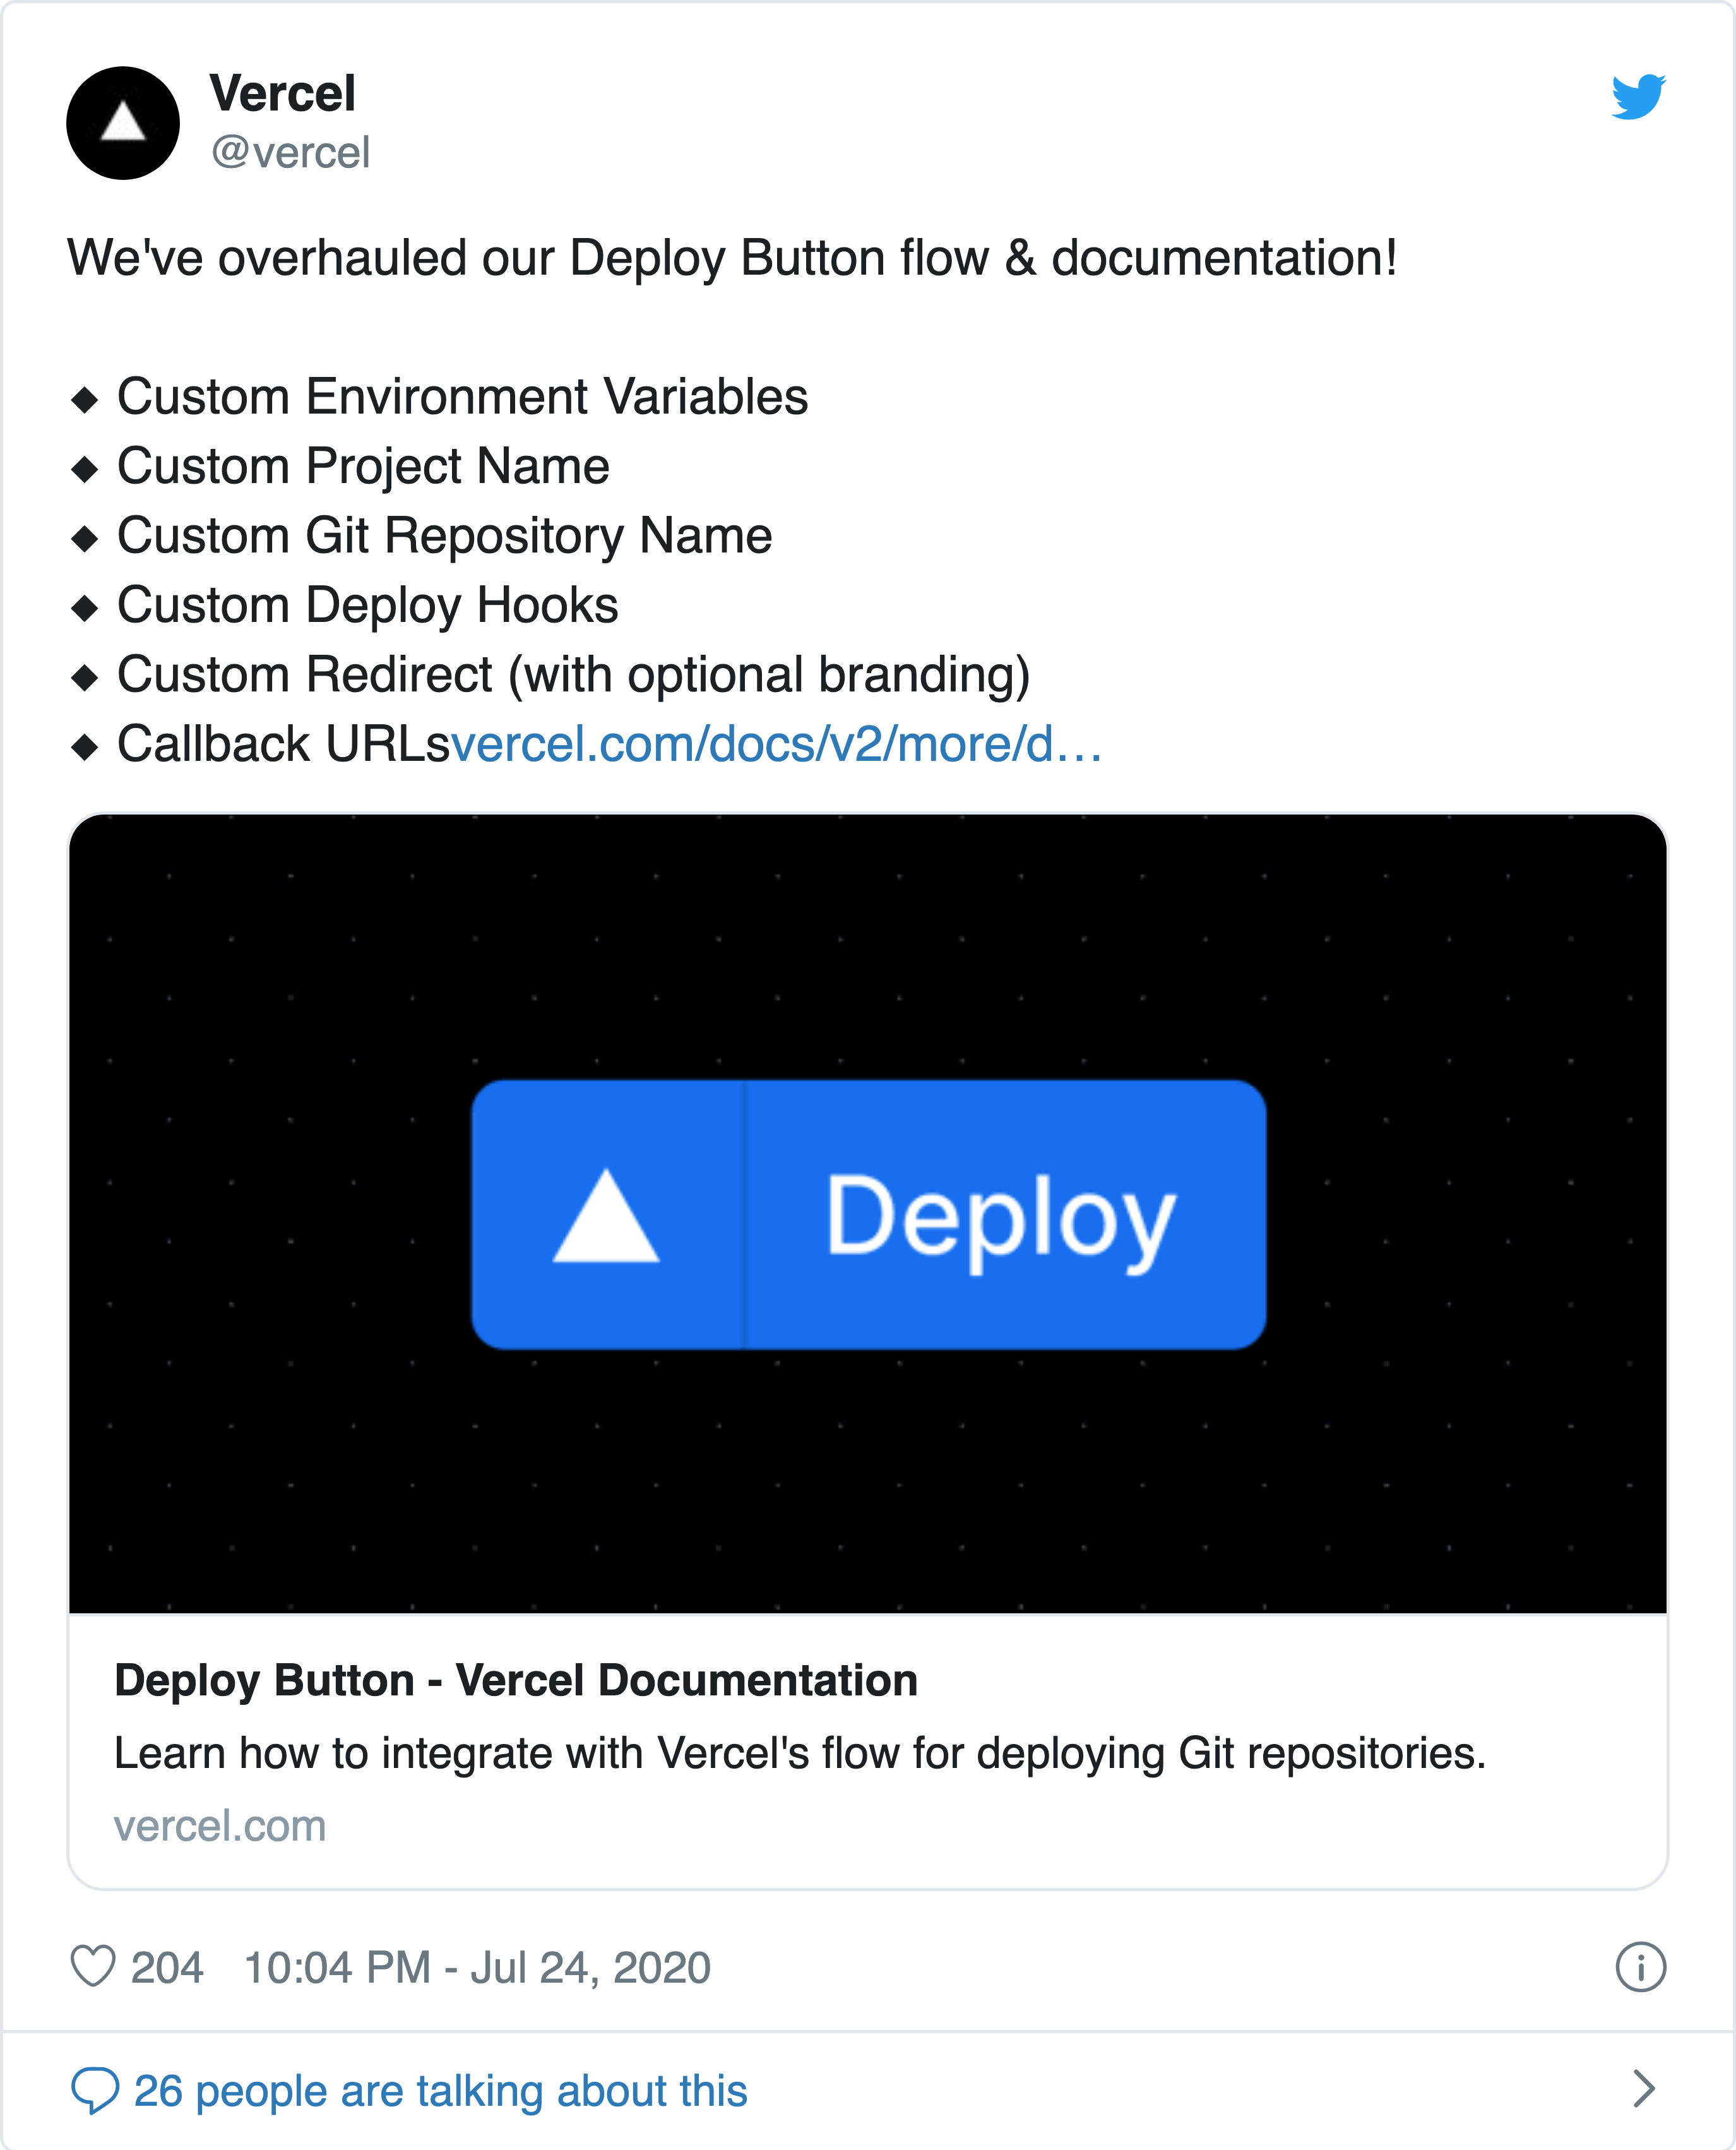 Vercel
@vercel
We've overhauled our Deploy Button flow & documentation!
◆ Custom Environment Variables
◆ Custom Project Name
◆ Custom Git Repository Name
◆ Custom Deploy Hooks
◆ Custom Redirect (with optional branding)
◆ Callback URLsvercel.com/docs/v2/more/d…
Deploy
Deploy Button - Vercel Documentation
Learn how to integrate with Vercel's flow for deploying Git repositories.
vercel.com
204 10:04 PM - Jul 24, 2020
26 people are talking about this